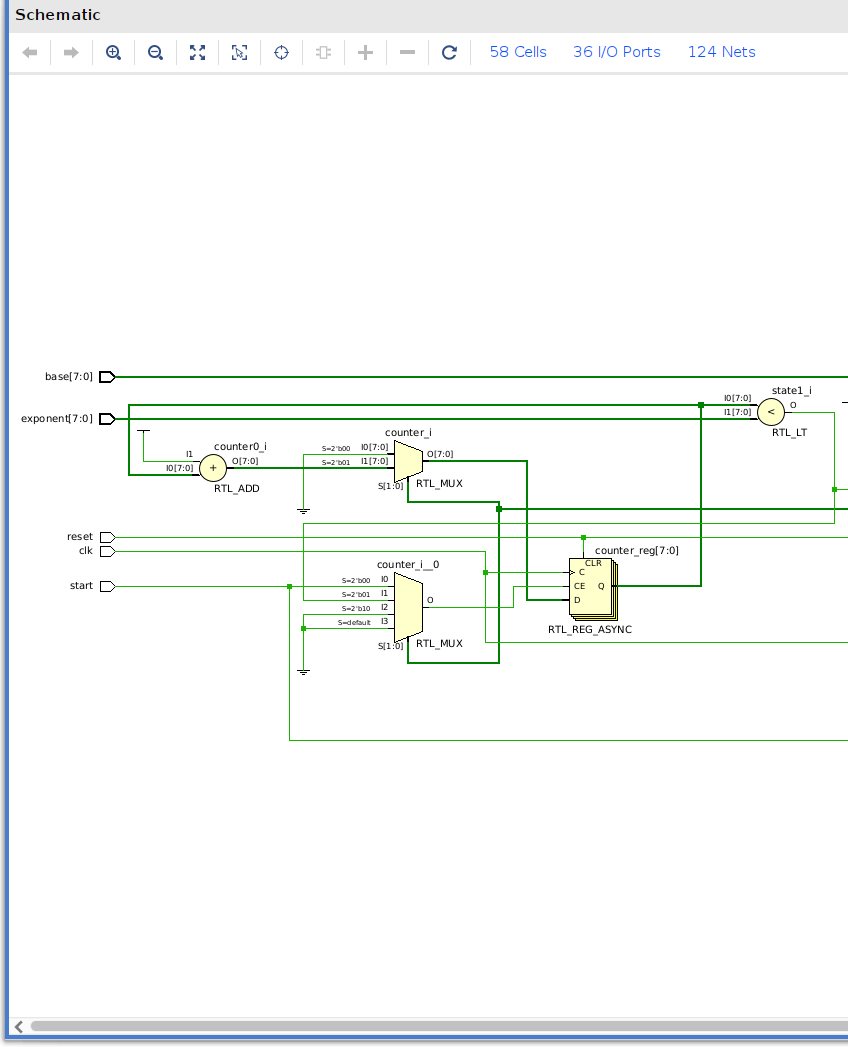 Schematic
58 Cells 36 I/O Ports 124 Nets
base[7:0]
state1_i
I0[7:0] O
I1[7:0] <
exponent[7:0]
RTL_LT
counter_i
counter0_i
S=2'b00 I0[7:0] O[7:0]
I1 O[7:0] S=2'b01 I1[7:0]
I0[7:0] +
RTL_ADD S[1:0] RTL_MUX
reset
clk
counter_reg[7:0]
counter_i__0 CLR
C
start S=2'b00 I0 CE Q
S=2'b01 I1 O D
S=2'b10 I2
S=default I3
RTL_REG_ASYNC
S[1:0] RTL_MUX